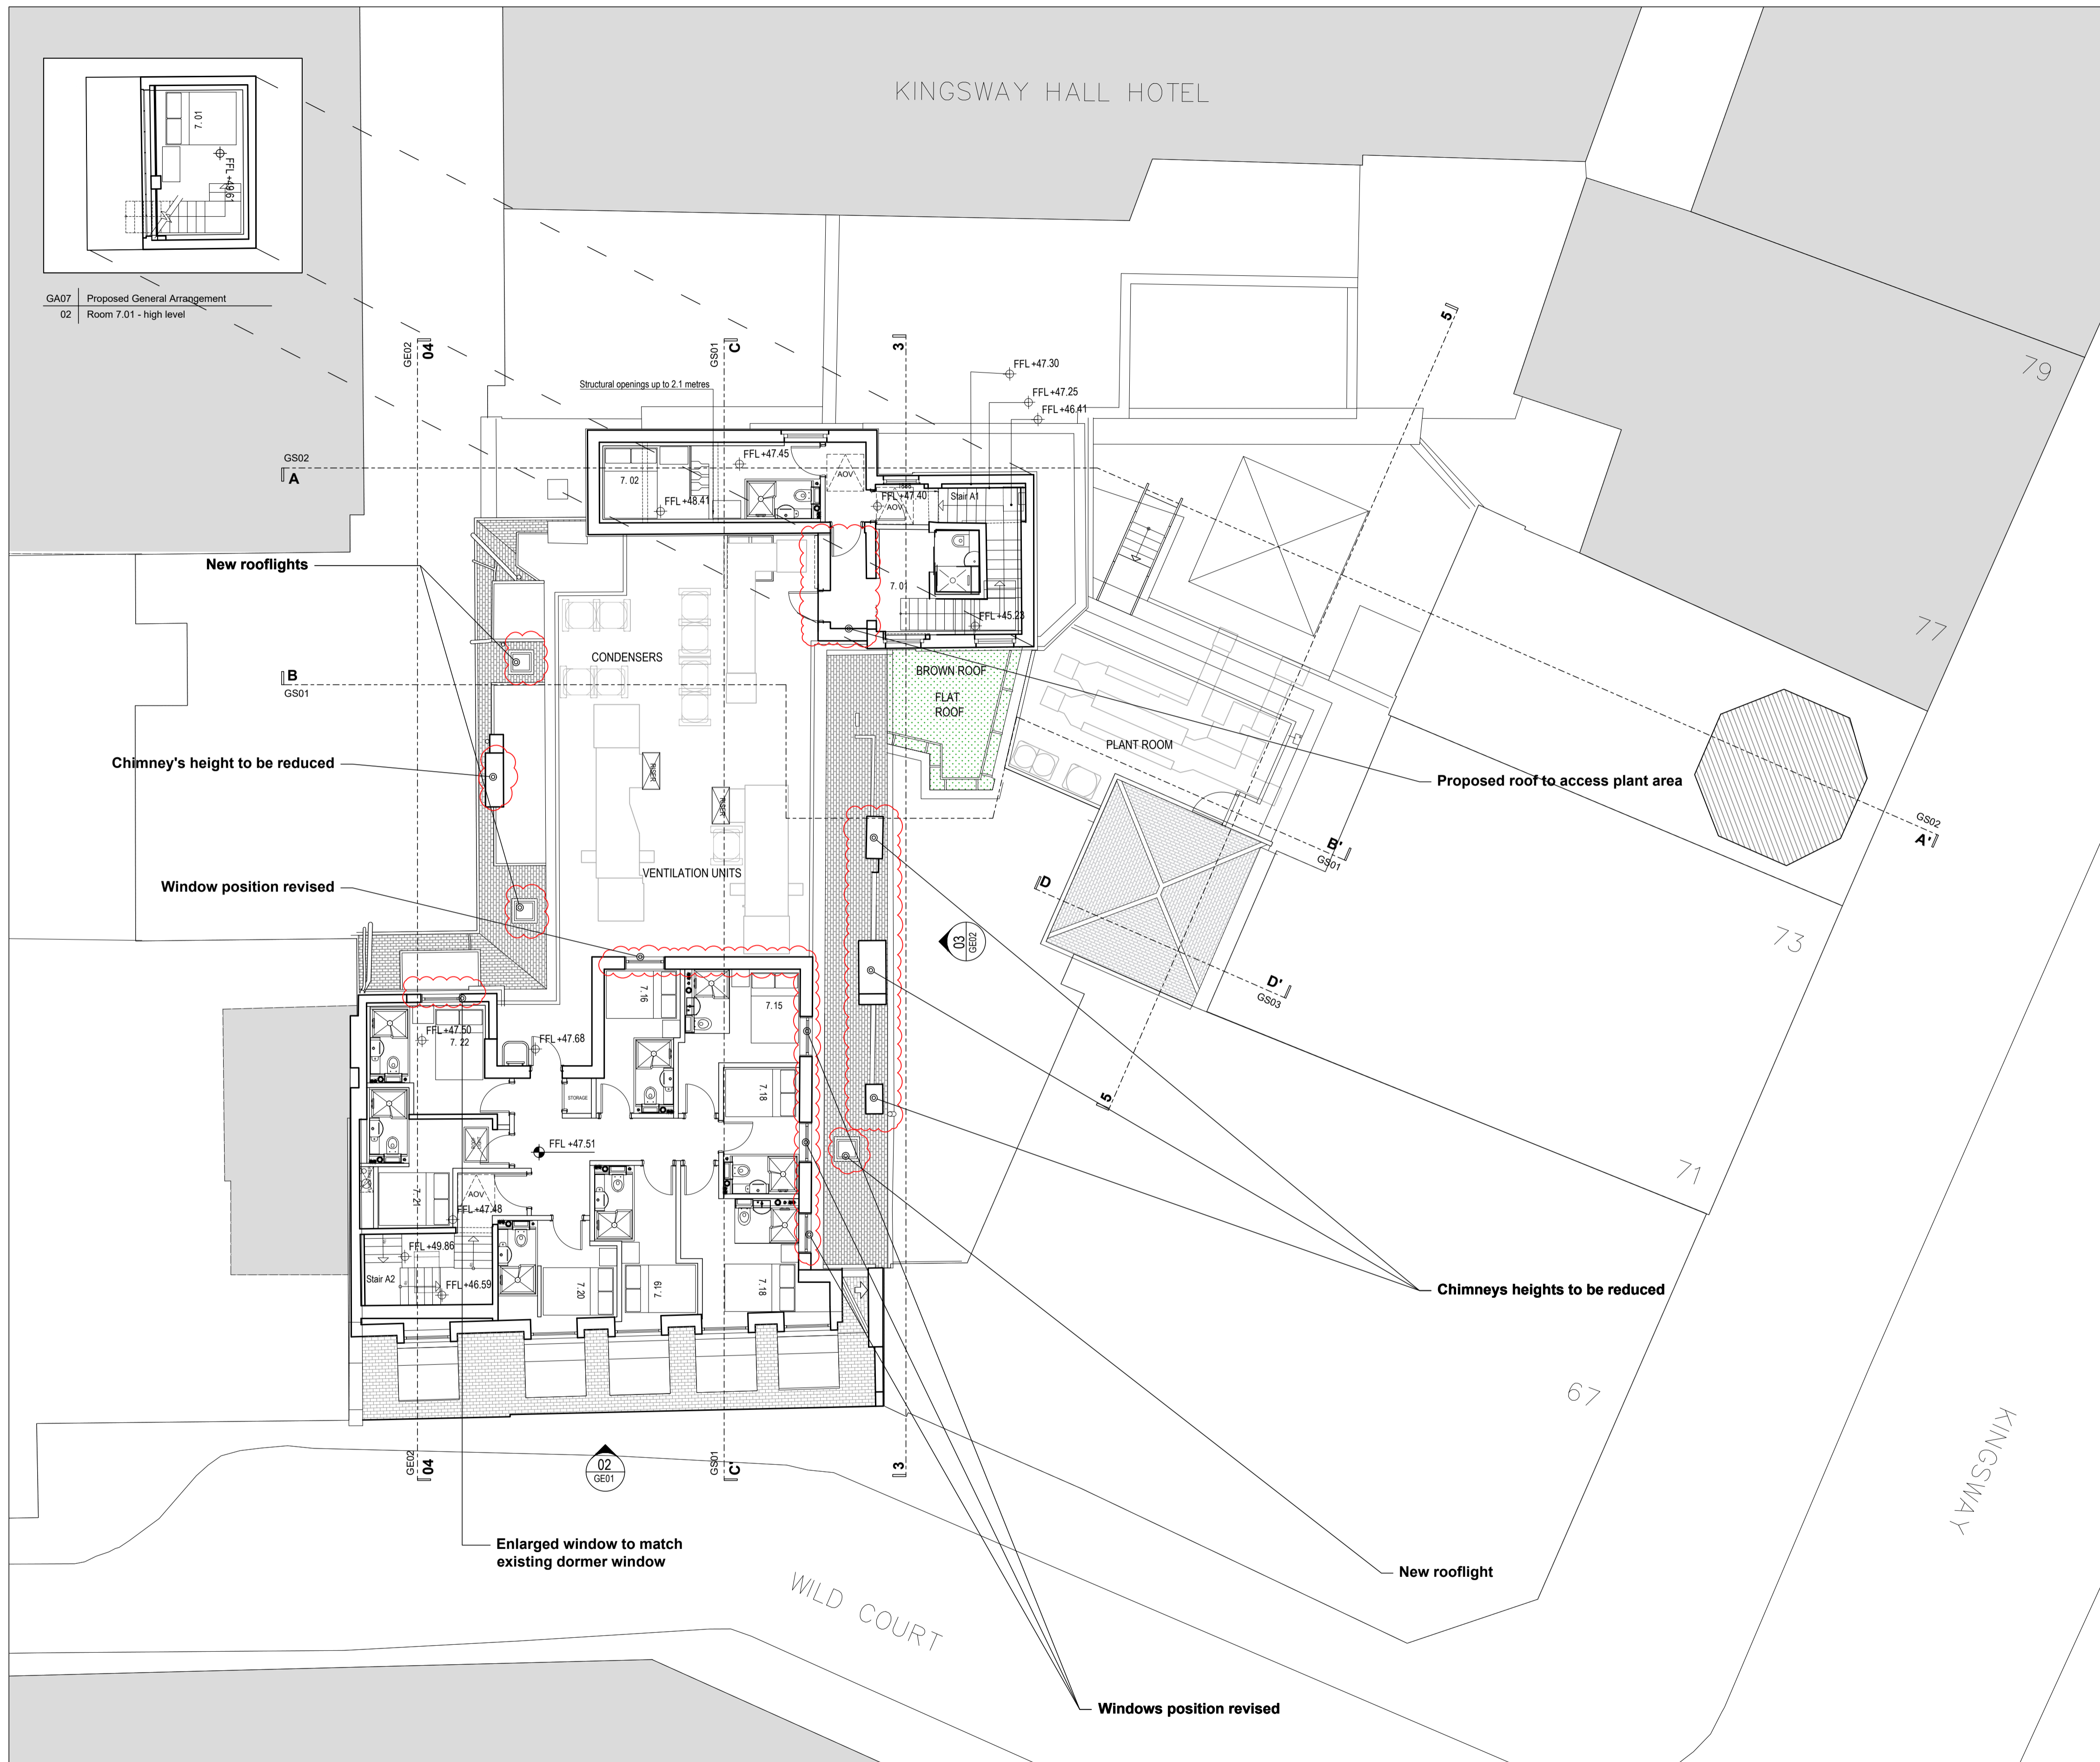 KINGSWAY HALL HOTEL
7.01
FFL +49.61
GA07 Proposed General Arrangement
02 Room 7.01 - high level
79
77
73
71
67
KINGSWAY
WILD COURT
GE02
04
GS01
C
3
5
Structural openings up to 2.1 metres
FFL +47.30
FFL +47.25
FFL +46.41
GS02
A
7. 02
FFL +47.45
FFL +48.41
AOV
FFL +47.40
AOV
Stair A1
7. 01
FFL +45.23
New rooflights
CONDENSERS
B
GS01
BROWN ROOF
FLAT
ROOF
PLANT ROOM
Chimney's height to be reduced
RISER
RISER
Proposed roof to access plant area
GS02
A'
B'
GS01
Window position revised
VENTILATION UNITS
D
03
GE02
D'
GS03
7.16
7.15
FFL +47.50
7. 22
FFL +47.68
STORAGE
7.18
5
FFL +47.51
7. 21
AOV
FFL +47.48
FFL +49.86
Stair A2
FFL +46.59
7.20
7.19
7.18
Chimneys heights to be reduced
GE02
04
02
GE01
GS01
C'
3
Enlarged window to match
existing dormer window
New rooflight
Windows position revised